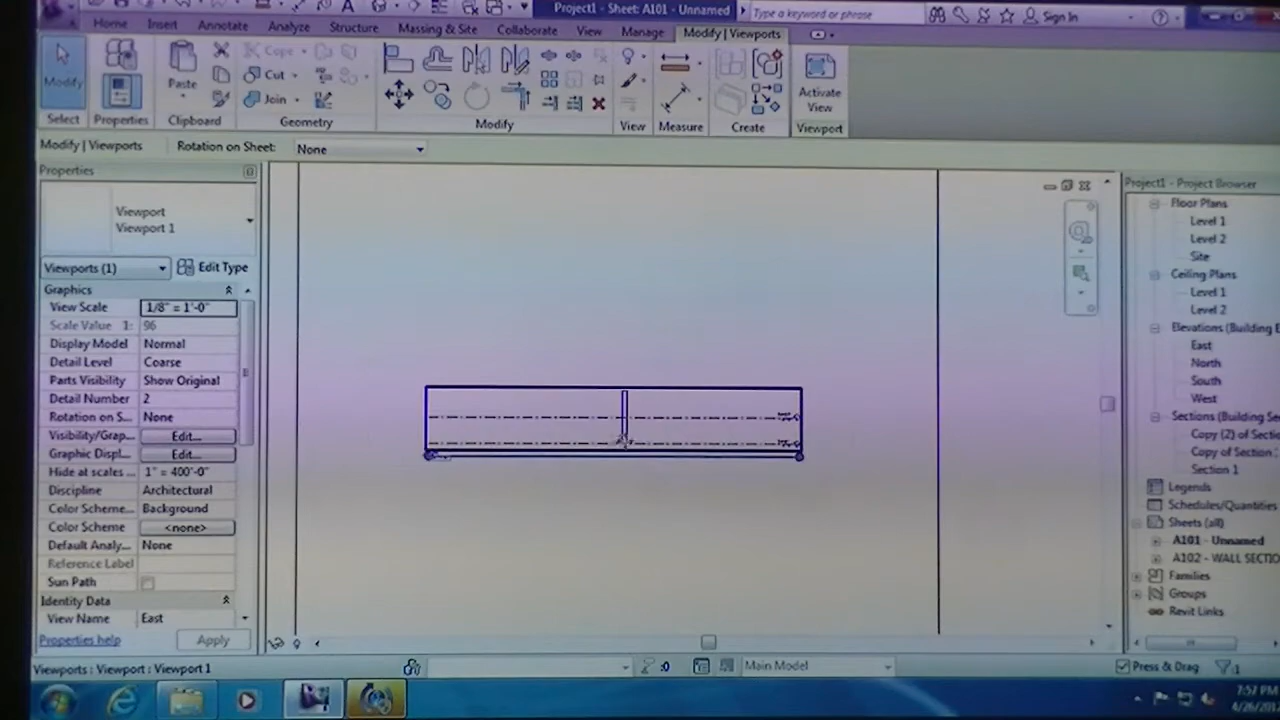 Project1 - Sheet: A101 - Unnamed
Type a keyword or phrase
Sign In
Home Insert Annotate Analyze Structure Massing & Site Collaborate View Manage Modify | Viewports
Modify
Paste
Cope
Cut
Join
Activate
View
Select Properties Clipboard Geometry Modify View Measure Create Viewport
Modify | Viewports Rotation on Sheet: None
Properties
Viewport
Viewport 1
Viewports (1) Edit Type
Graphics
View Scale 1/8" = 1'-0"
Scale Value 1: 96
Display Model Normal
Detail Level Coarse
Parts Visibility Show Original
Detail Number 2
Rotation on S... None
Visibility/Grap... Edit...
Graphic Displ... Edit...
Hide at scales ... 1" = 400'-0"
Discipline Architectural
Color Scheme... Background
Color Scheme <none>
Default Analy... None
Reference Label
Sun Path
Identity Data
View Name East
Properties help Apply
Project1 - Project Browser
Floor Plans
Level 1
Level 2
Site
Ceiling Plans
Level 1
Level 2
Elevations (Building E
East
North
South
West
Sections (Building Se
Copy (2) of Sectio
Copy of Section
Section 1
Legends
Schedules/Quantities
Sheets (all)
A101 - Unnamed
A102 - WALL SECTIO
Families
Groups
Revit Links
Viewports : Viewport : Viewport 1 :0 Main Model Press & Drag :1
7:57 PM